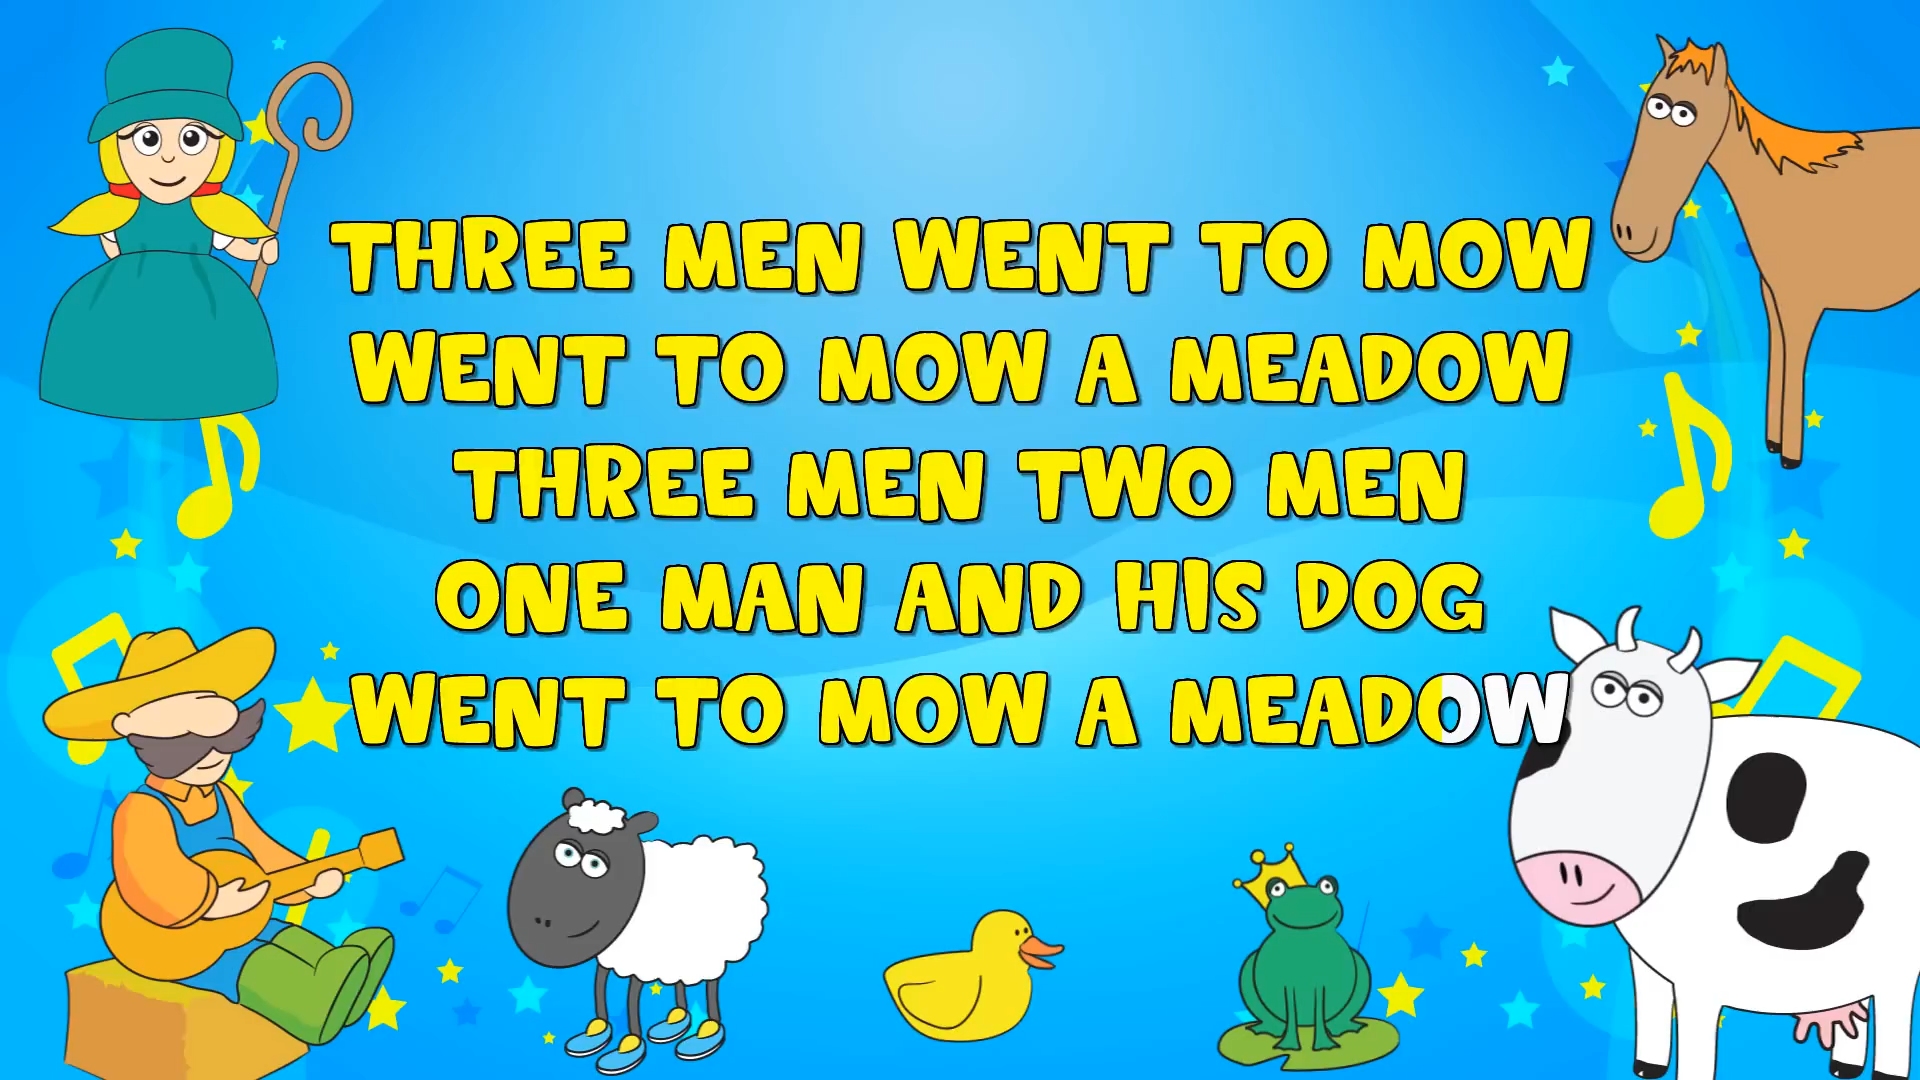 THREE MEN WENT TO MOW
WENT TO MOW A MEADOW
THREE MEN TWO MEN
ONE MAN AND HIS DOG
WENT TO MOW A MEADOW